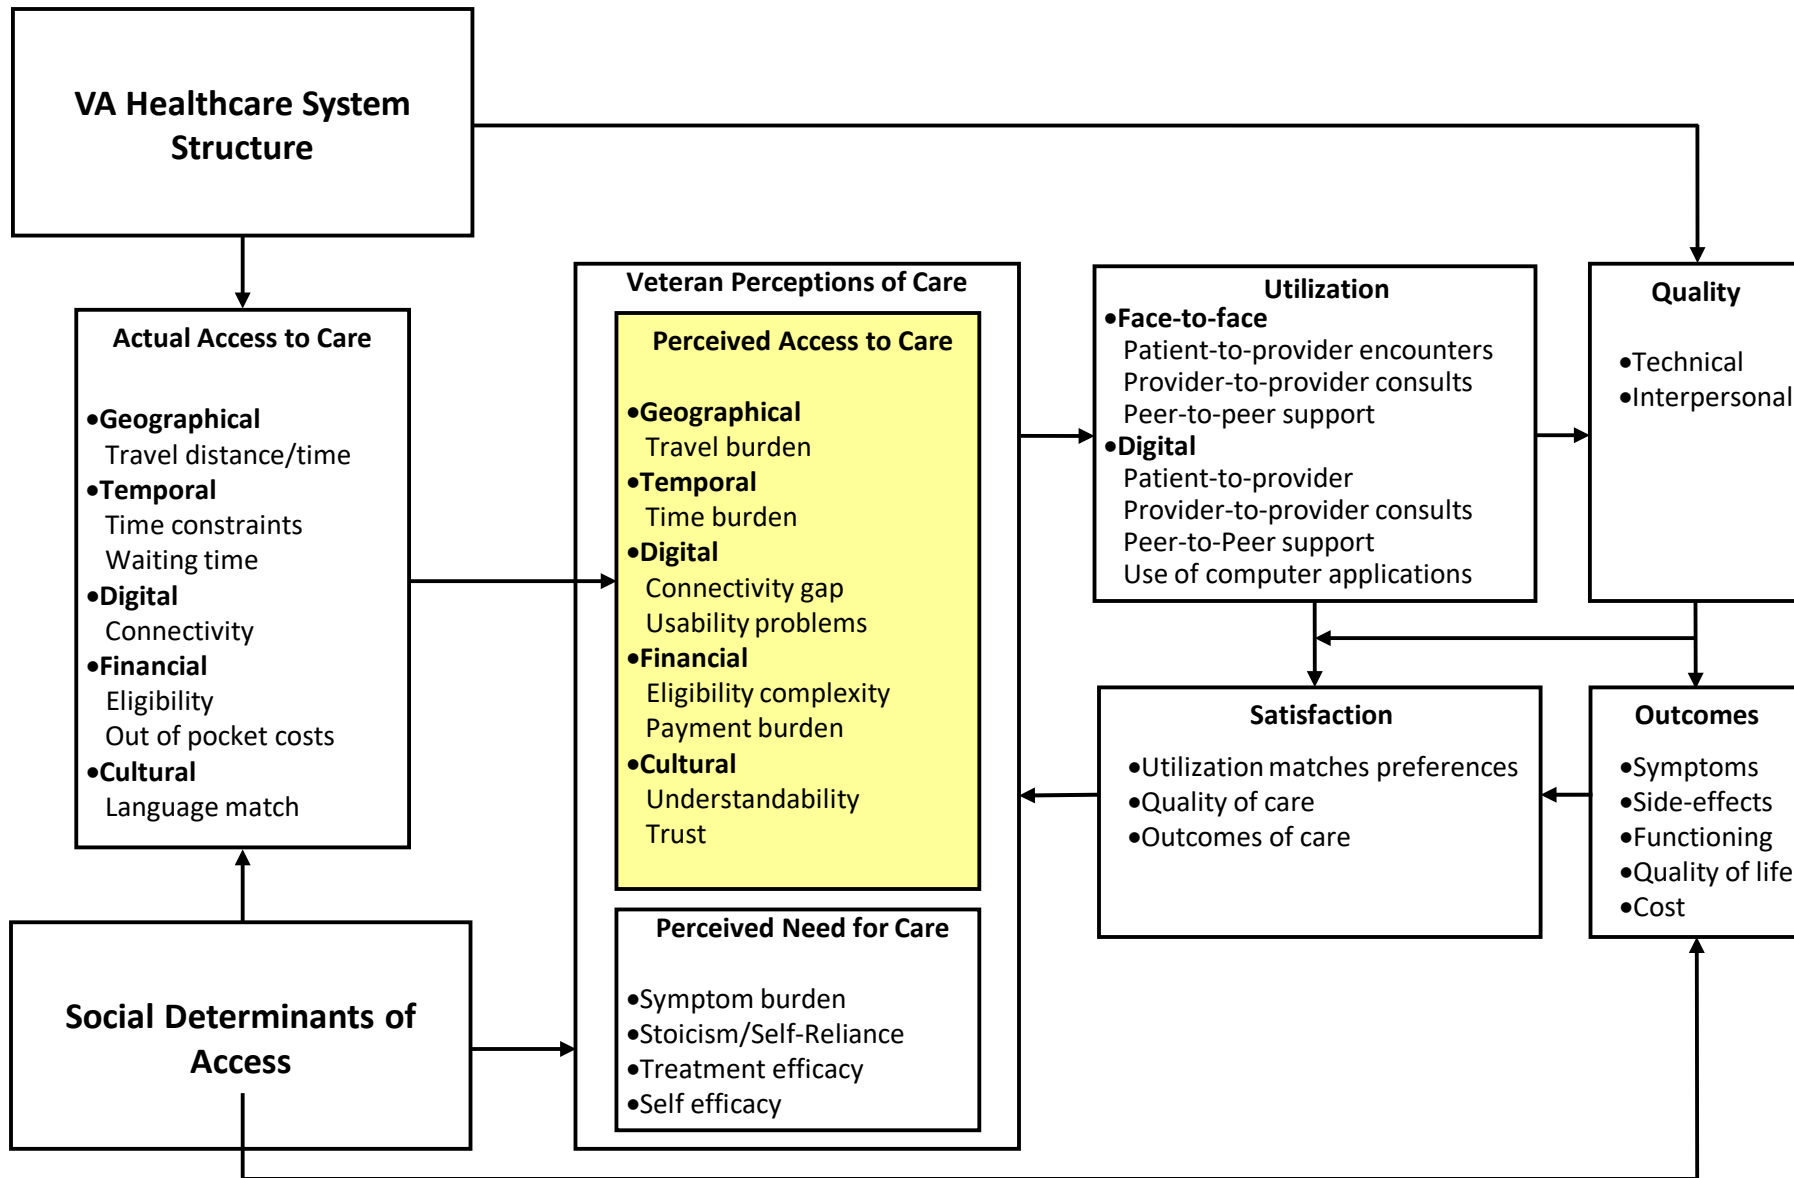 VA Healthcare System
Structure
Actual Access to Care
•Geographical
Travel distance/time
•Temporal
Time constraints
Waiting time
•Digital
Connectivity
•Financial
Eligibility
Out of pocket costs
•Cultural
Language match
Social Determinants of
Access
Veteran Perceptions of Care
Perceived Access to Care
•Geographical
Travel burden
•Temporal
Time burden
•Digital
Connectivity gap
Usability problems
•Financial
Eligibility complexity
Payment burden
•Cultural
Understandability
Trust
Perceived Need for Care
•Symptom burden
•Stoicism/Self-Reliance
•Treatment efficacy
•Self efficacy
Utilization
•Face-to-face
Patient-to-provider encounters
Provider-to-provider consults
Peer-to-peer support
•Digital
Patient-to-provider
Provider-to-provider consults
Peer-to-Peer support
Use of computer applications
Quality
•Technical
•Interpersonal
Satisfaction
•Utilization matches preferences
•Quality of care
•Outcomes of care
Outcomes
•Symptoms
•Side-effects
•Functioning
•Quality of life
•Cost